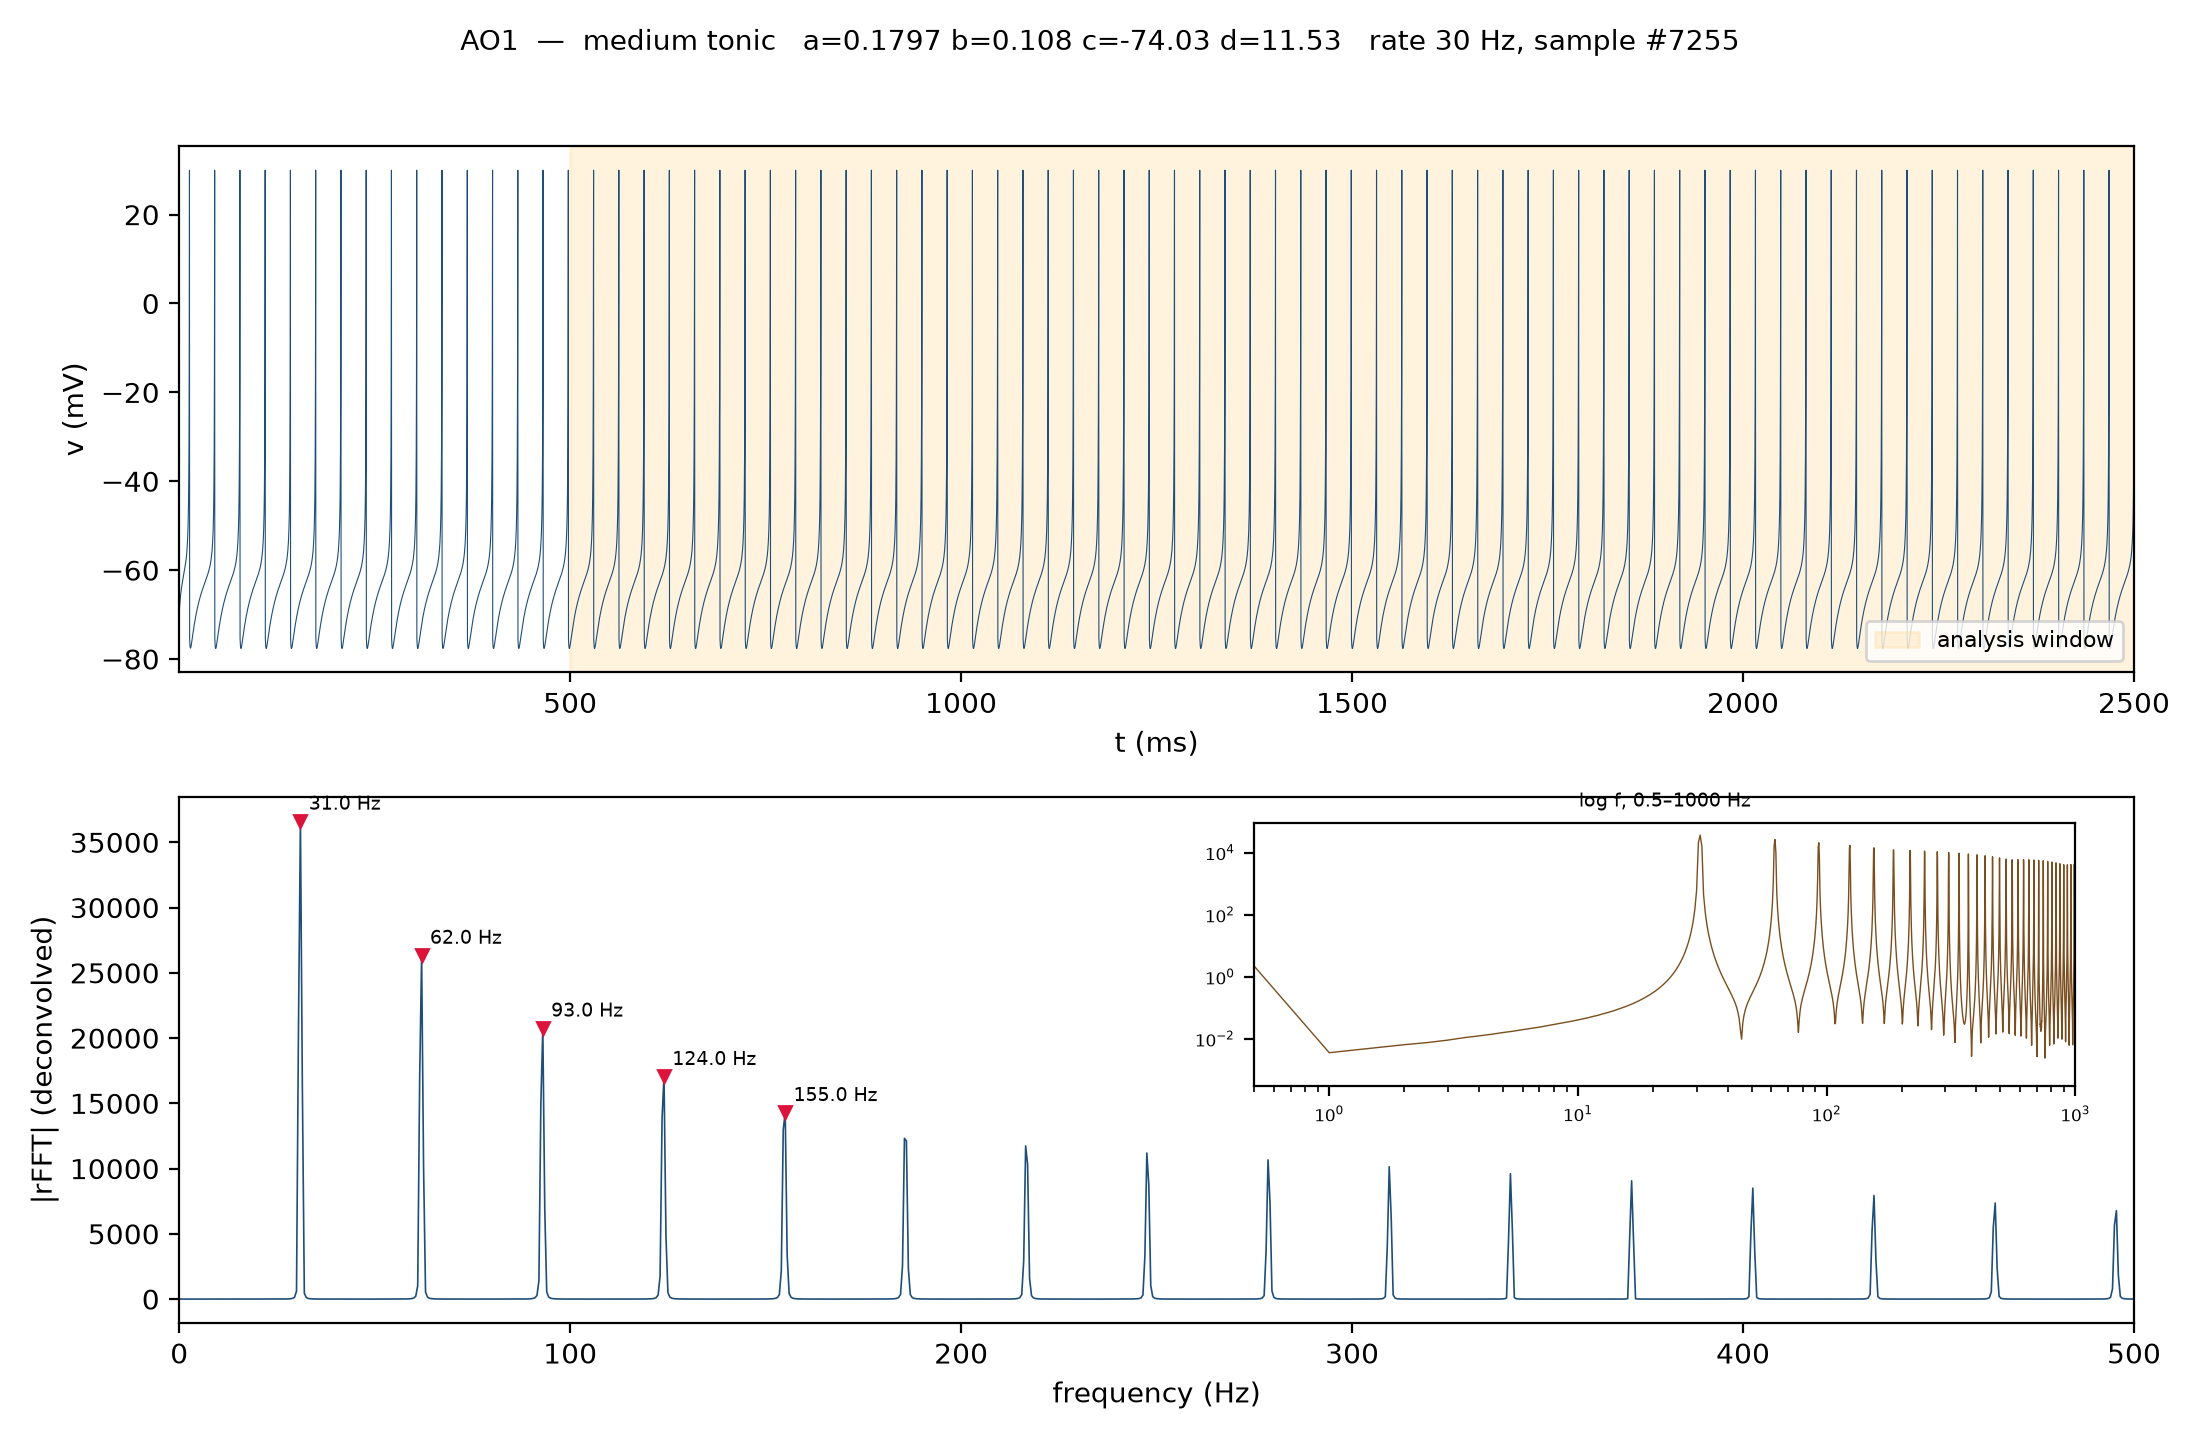 AO1 — medium tonic a=0.1797 b=0.108 c=-74.03 d=11.53 rate 30 Hz, sample #7255
v (mV)
20
0
−20
−40
−60
−80
analysis window
500
1000
1500
2000
2500
t (ms)
|rFFT| (deconvolved)
35000
30000
25000
20000
15000
10000
5000
0
31.0 Hz
62.0 Hz
93.0 Hz
124.0 Hz
155.0 Hz
log f, 0.5–1000 Hz
10⁴
10²
10⁰
10⁻²
10⁰
10¹
10²
10³
0
100
200
300
400
500
frequency (Hz)